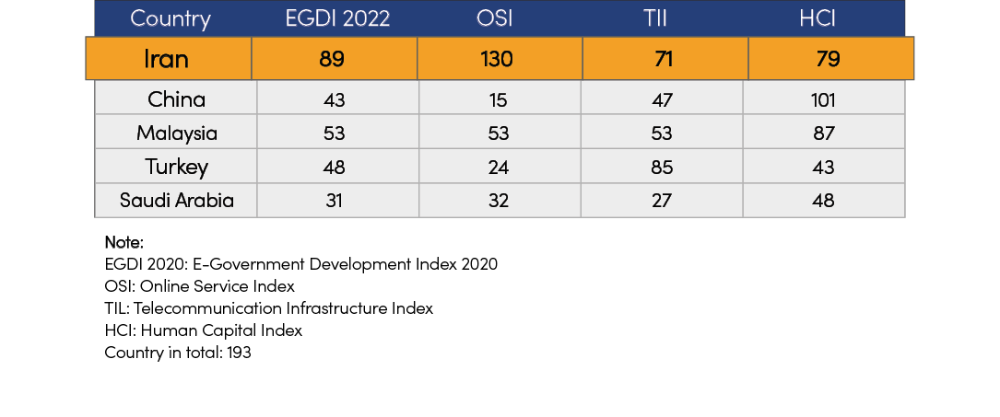 Country EGDI 2022 OSI TII HCI
Iran 89 130 71 79
China 43 15 47 101
Malaysia 53 53 53 87
Turkey 48 24 85 43
Saudi Arabia 31 32 27 48
Note:
EGDI 2020: E-Government Development Index 2020
OSI: Online Service Index
TIL: Telecommunication Infrastructure Index
HCI: Human Capital Index
Country in total: 193